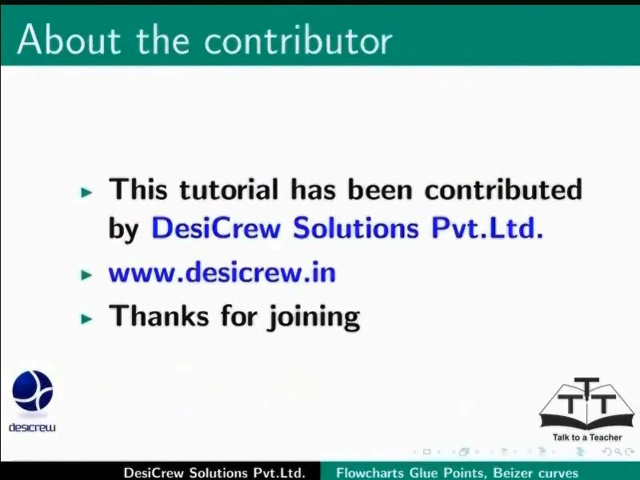 About the contributor
This tutorial has been contributed
by DesiCrew Solutions Pvt.Ltd.
www.desicrew.in
Thanks for joining
desicrew
TTT
Talk to a Teacher
DesiCrew Solutions Pvt.Ltd.
Flowcharts Glue Points, Beizer curves